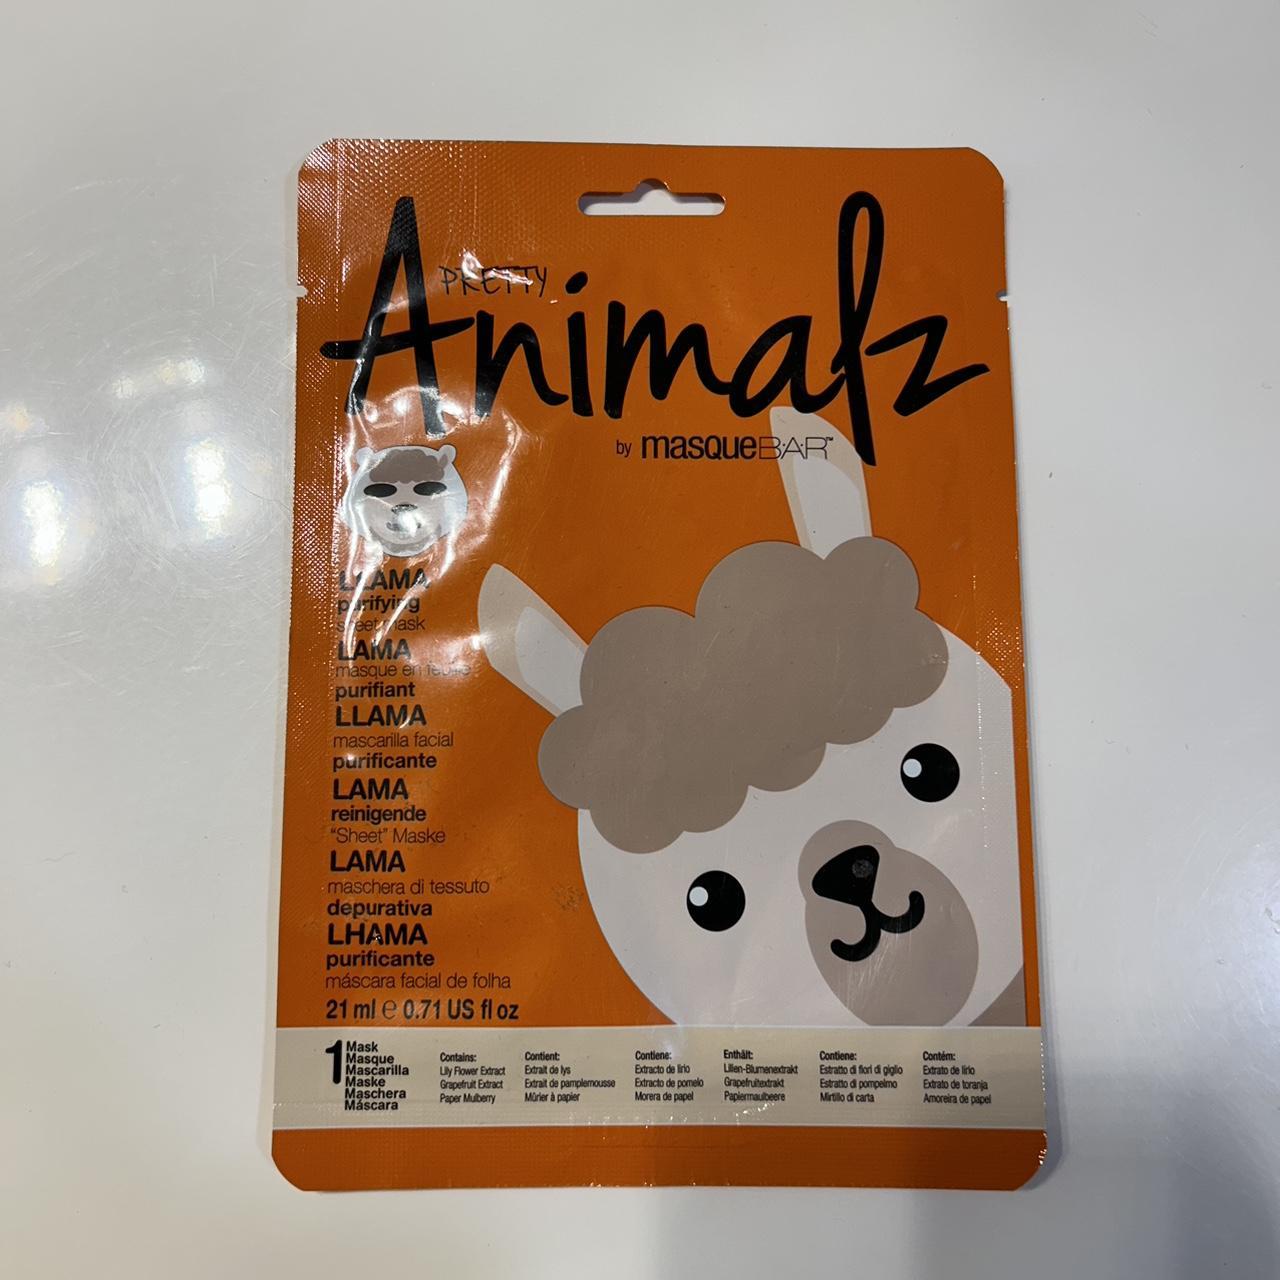 PRETTY
Animalz
by masqueBAR™
LLAMA
purifying
sheet mask
LAMA
masque en feuille
purifiant
LLAMA
mascarilla facial
purificante
LAMA
reinigende
"Sheet" Maske
LAMA
maschera di tessuto
depurativa
LHAMA
purificante
máscara facial de folha
21 ml ℮ 0.71 US fl oz
1
Mask
Masque
Mascarilla
Maske
Maschera
Máscara
Contains:
Lily Flower Extract
Grapefruit Extract
Paper Mulberry
Contient:
Extrait de lys
Extrait de pamplemousse
Mûrier à papier
Contiene:
Extracto de lirio
Extracto de pomelo
Morera de papel
Enthält:
Lilien-Blumenextrakt
Grapefruitextrakt
Papiermaulbeere
Contiene:
Estratto di fiori di giglio
Estratto di pompelmo
Mirtillo di carta
Contém:
Extrato de lírio
Extrato de toranja
Amoreira de papel